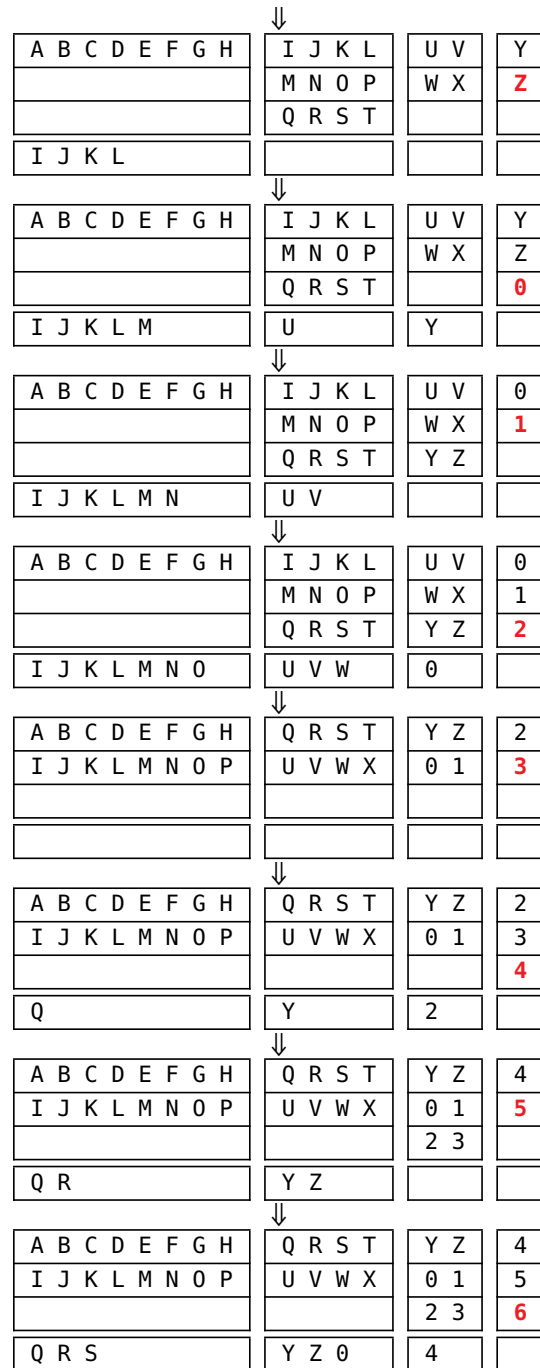 ⇓
A B C D E F G H I J K L U V Y
M N O P W X Z
Q R S T
I J K L
⇓
A B C D E F G H I J K L U V Y
M N O P W X Z
Q R S T 0
I J K L M U Y
⇓
A B C D E F G H I J K L U V 0
M N O P W X 1
Q R S T Y Z
I J K L M N U V
⇓
A B C D E F G H I J K L U V 0
M N O P W X 1
Q R S T Y Z 2
I J K L M N O U V W 0
⇓
A B C D E F G H Q R S T Y Z 2
I J K L M N O P U V W X 0 1 3
⇓
A B C D E F G H Q R S T Y Z 2
I J K L M N O P U V W X 0 1 3
4
Q Y 2
⇓
A B C D E F G H Q R S T Y Z 4
I J K L M N O P U V W X 0 1 5
2 3
Q R Y Z
⇓
A B C D E F G H Q R S T Y Z 4
I J K L M N O P U V W X 0 1 5
2 3 6
Q R S Y Z 0 4